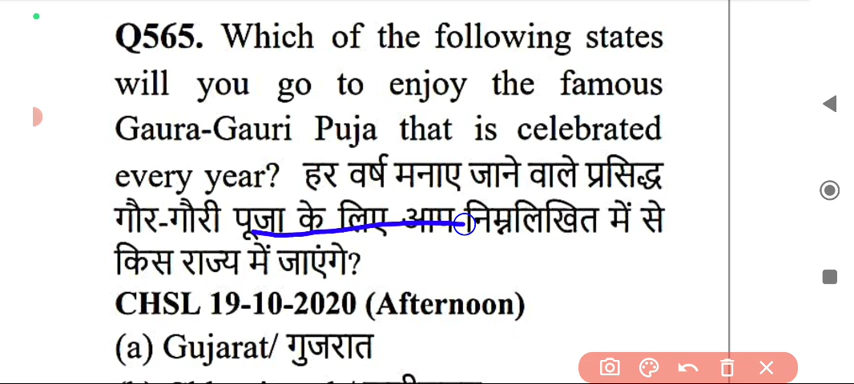 Q565. Which of the following states
will you go to enjoy the famous
Gaura-Gauri Puja that is celebrated
every year? हर वर्ष मनाए जाने वाले प्रसिद्ध
गौर-गौरी पूजा के लिए आप निम्नलिखित में से
किस राज्य में जाएंगे?
CHSL 19-10-2020 (Afternoon)
(a) Gujarat/ गुजरात